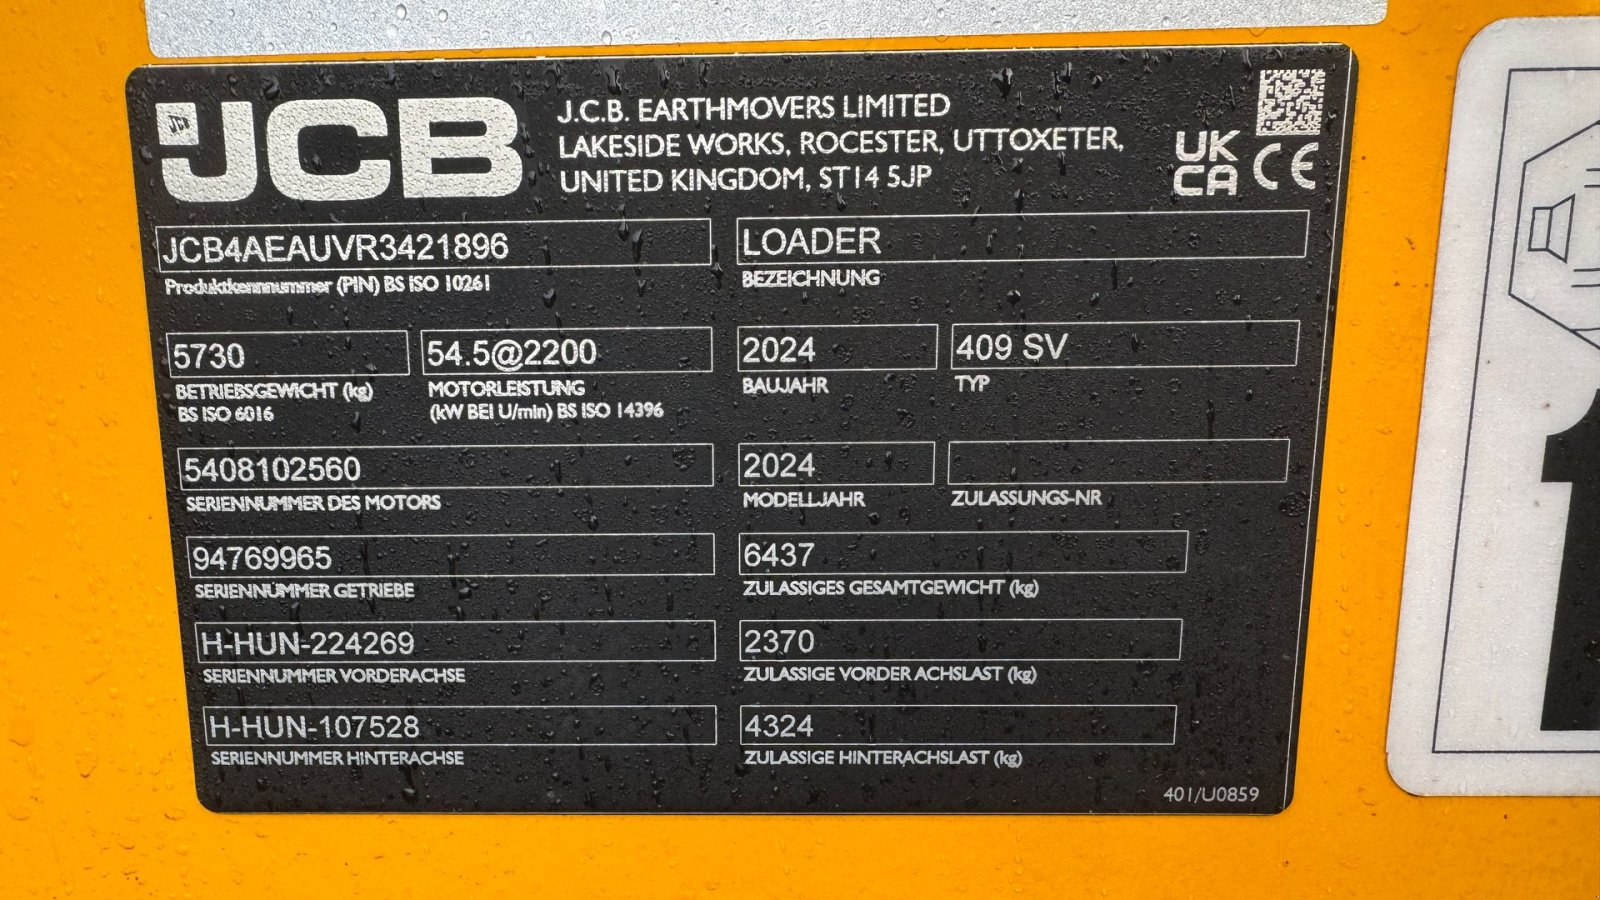 JCB
J.C.B. EARTHMOVERS LIMITED
LAKESIDE WORKS, ROCESTER, UTTOXETER,
UNITED KINGDOM, ST14 5JP
UK
CA CE
JCB4AEAUVR3421896
Produktkennnummer (PIN) BS ISO 10261
LOADER
BEZEICHNUNG
5730
BETRIEBSGEWICHT (kg)
BS ISO 6016
54.5@2200
MOTORLEISTUNG
(kW BEI U/min) BS ISO 14396
2024
BAUJAHR
409 SV
TYP
5408102560
SERIENNUMMER DES MOTORS
2024
MODELLJAHR
ZULASSUNGS-NR
94769965
SERIENNUMMER GETRIEBE
6437
ZULASSIGES GESAMTGEWICHT (kg)
H-HUN-224269
SERIENNUMMER VORDERACHSE
2370
ZULASSIGE VORDER ACHSLAST (kg)
H-HUN-107528
SERIENNUMMER HINTERACHSE
4324
ZULASSIGE HINTERACHSLAST (kg)
401/U0859